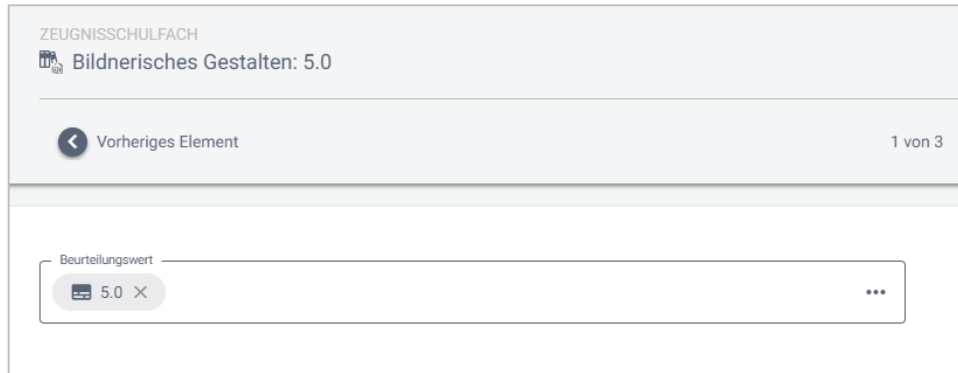 ZEUGNISSCHULFACH
Bildnerisches Gestalten: 5.0
Vorheriges Element 1 von 3
Beurteilungswert
5.0